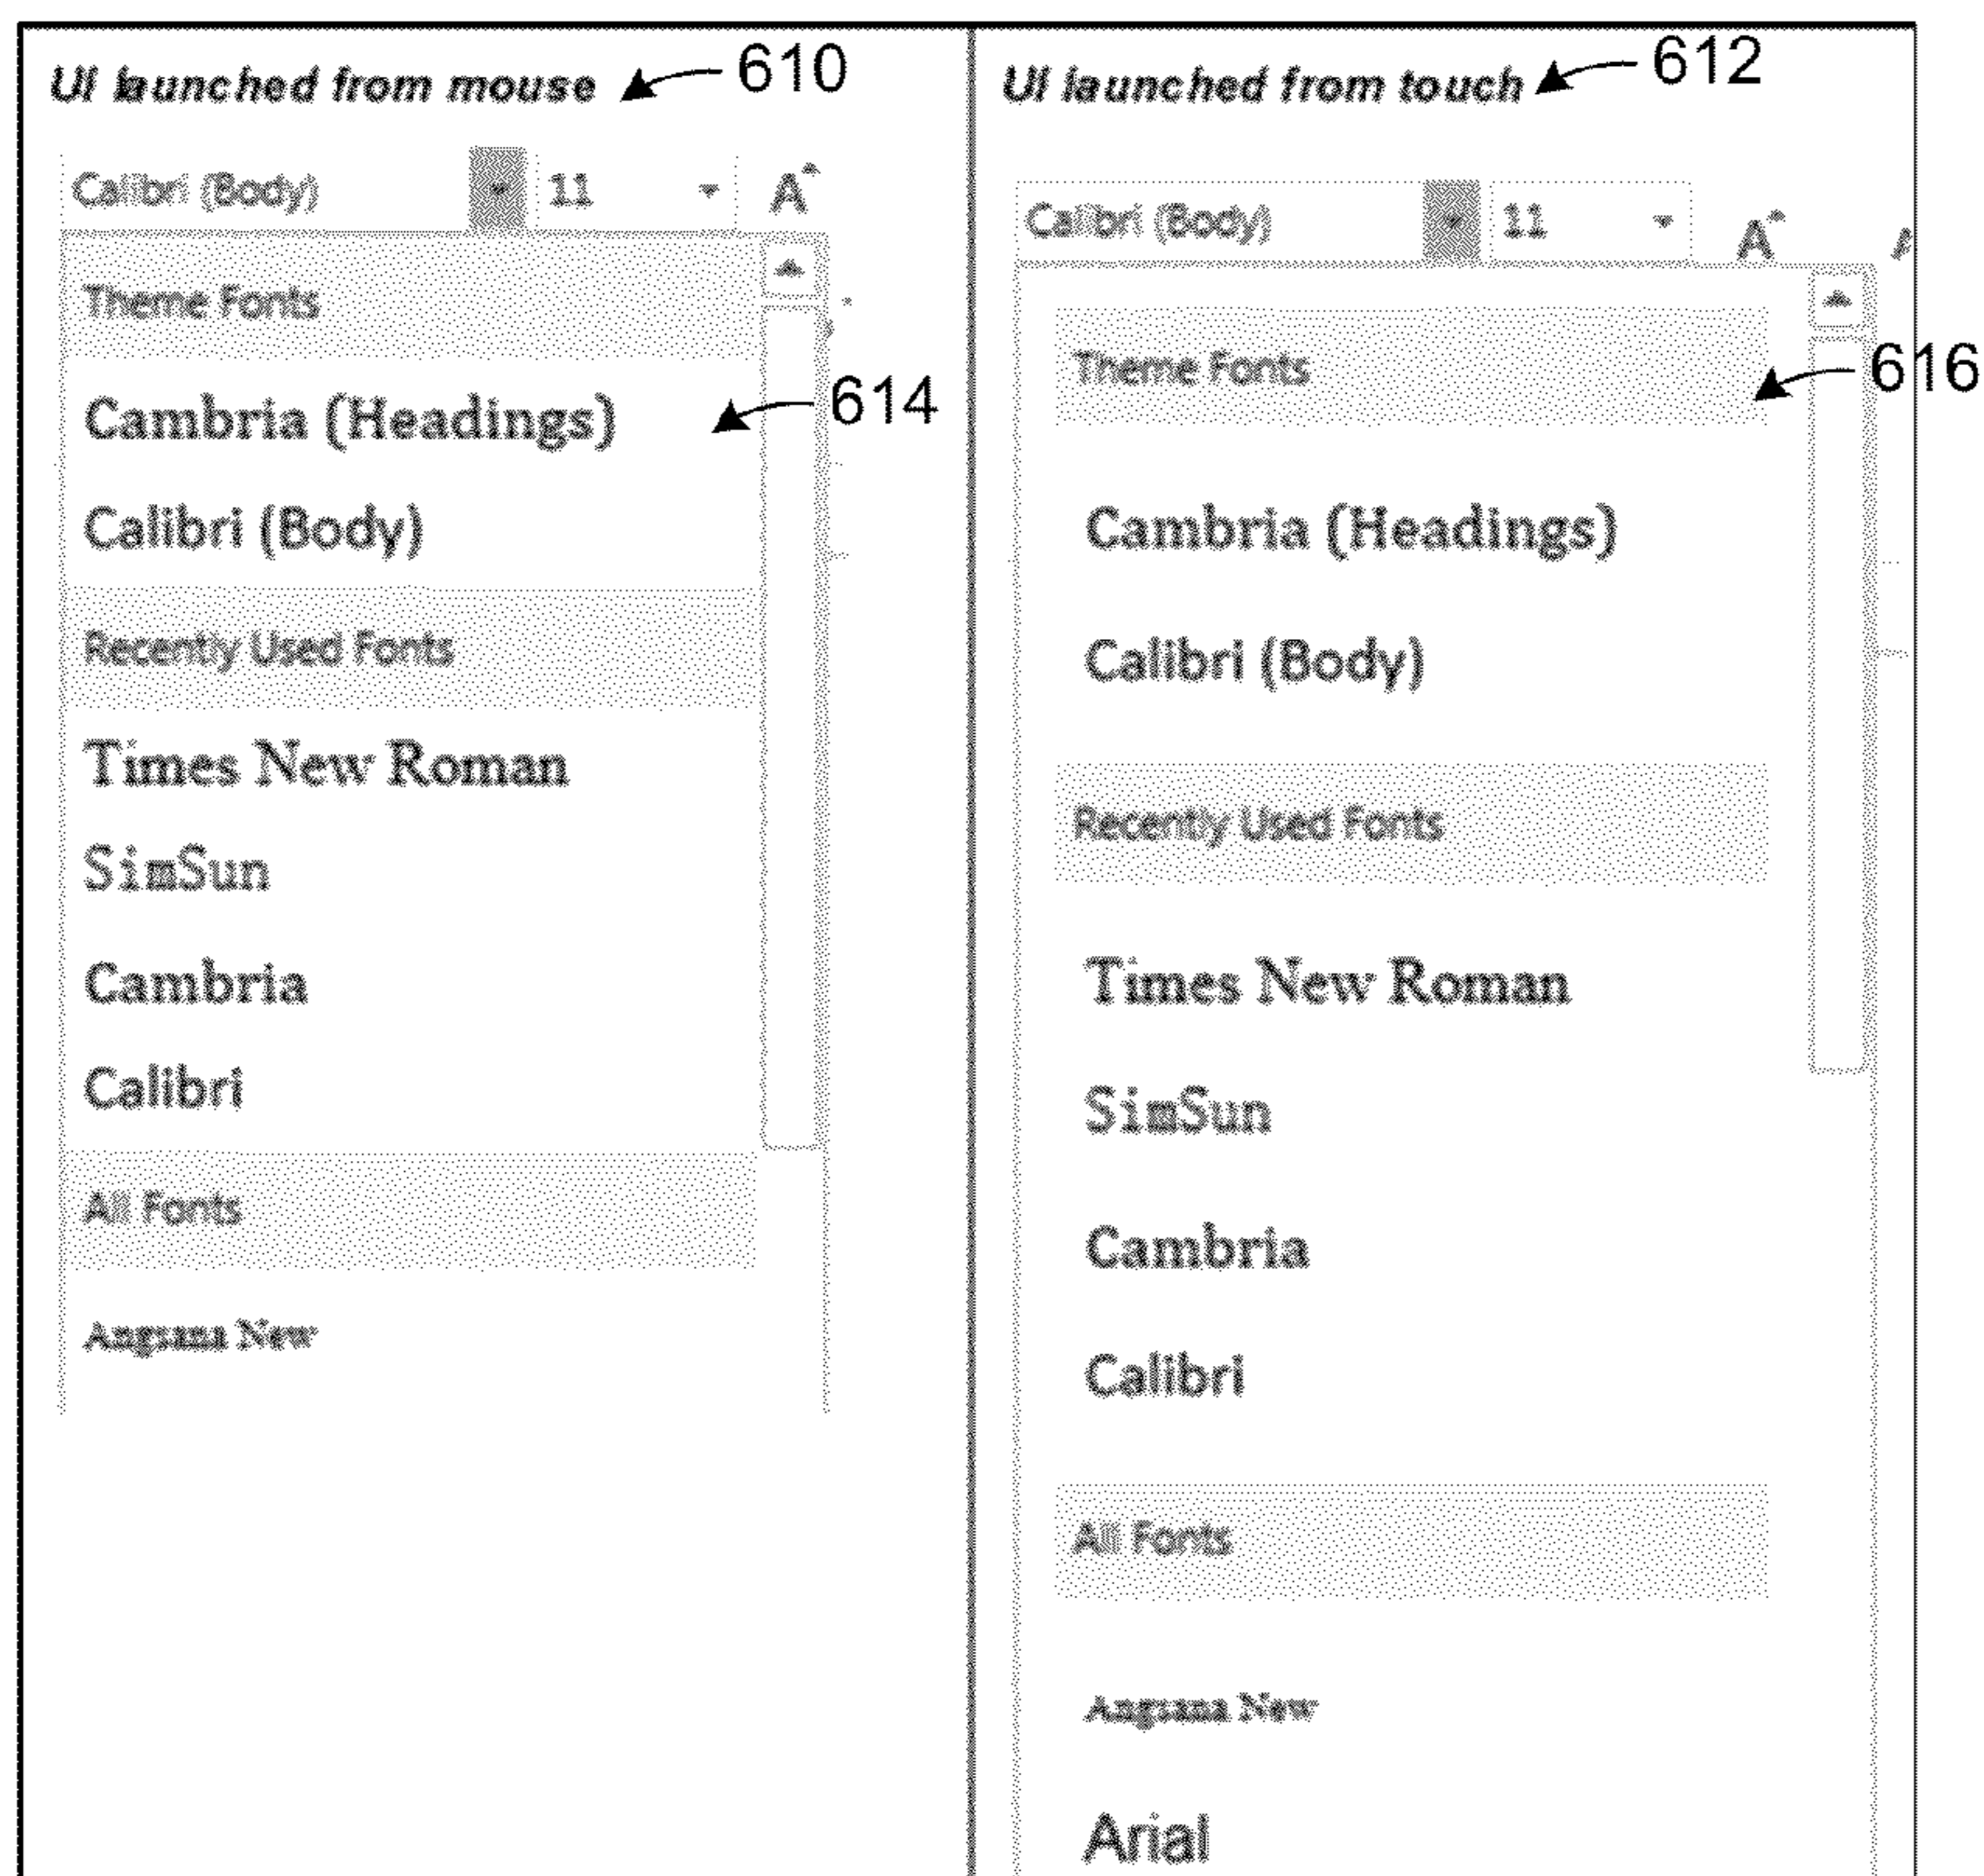 UI launched from mouse 610
Calibri (Body) 11 A
Theme Fonts
Cambria (Headings) 614
Calibri (Body)
Recently Used Fonts
Times New Roman
SimSun
Cambria
Calibri
All Fonts
Angsana New
UI launched from touch 612
Calibri (Body) 11 A A
Theme Fonts 616
Cambria (Headings)
Calibri (Body)
Recently Used Fonts
Times New Roman
SimSun
Cambria
Calibri
All Fonts
Angsana New
Arial